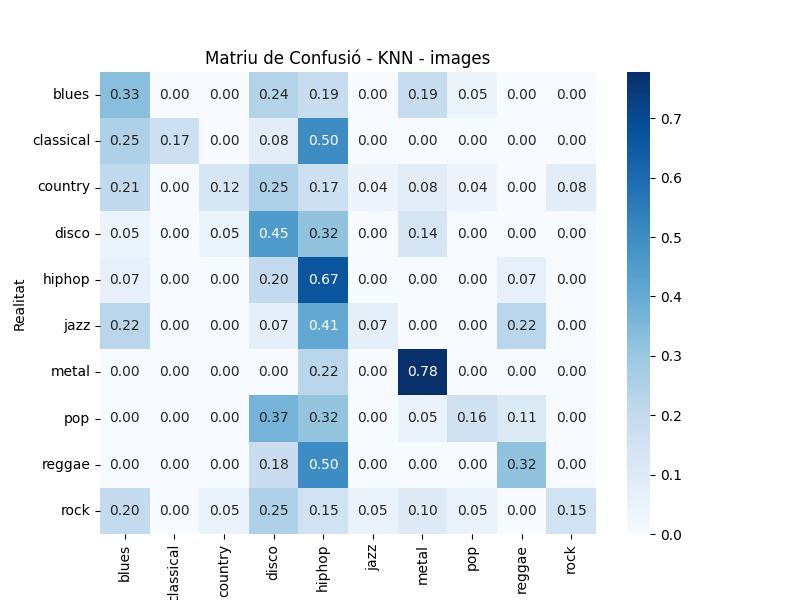 Matriu de Confusió - KNN - images
blues 0.33 0.00 0.00 0.24 0.19 0.00 0.19 0.05 0.00 0.00
classical 0.25 0.17 0.00 0.08 0.50 0.00 0.00 0.00 0.00 0.00
country 0.21 0.00 0.12 0.25 0.17 0.04 0.08 0.04 0.00 0.08
disco 0.05 0.00 0.05 0.45 0.32 0.00 0.14 0.00 0.00 0.00
hiphop 0.07 0.00 0.00 0.20 0.67 0.00 0.00 0.00 0.07 0.00
jazz 0.22 0.00 0.00 0.07 0.41 0.07 0.00 0.00 0.22 0.00
metal 0.00 0.00 0.00 0.00 0.22 0.00 0.78 0.00 0.00 0.00
pop 0.00 0.00 0.00 0.37 0.32 0.00 0.05 0.16 0.11 0.00
reggae 0.00 0.00 0.00 0.18 0.50 0.00 0.00 0.00 0.32 0.00
rock 0.20 0.00 0.05 0.25 0.15 0.05 0.10 0.05 0.00 0.15
blues classical country disco hiphop jazz metal pop reggae rock
Realitat
0.7
0.6
0.5
0.4
0.3
0.2
0.1
0.0